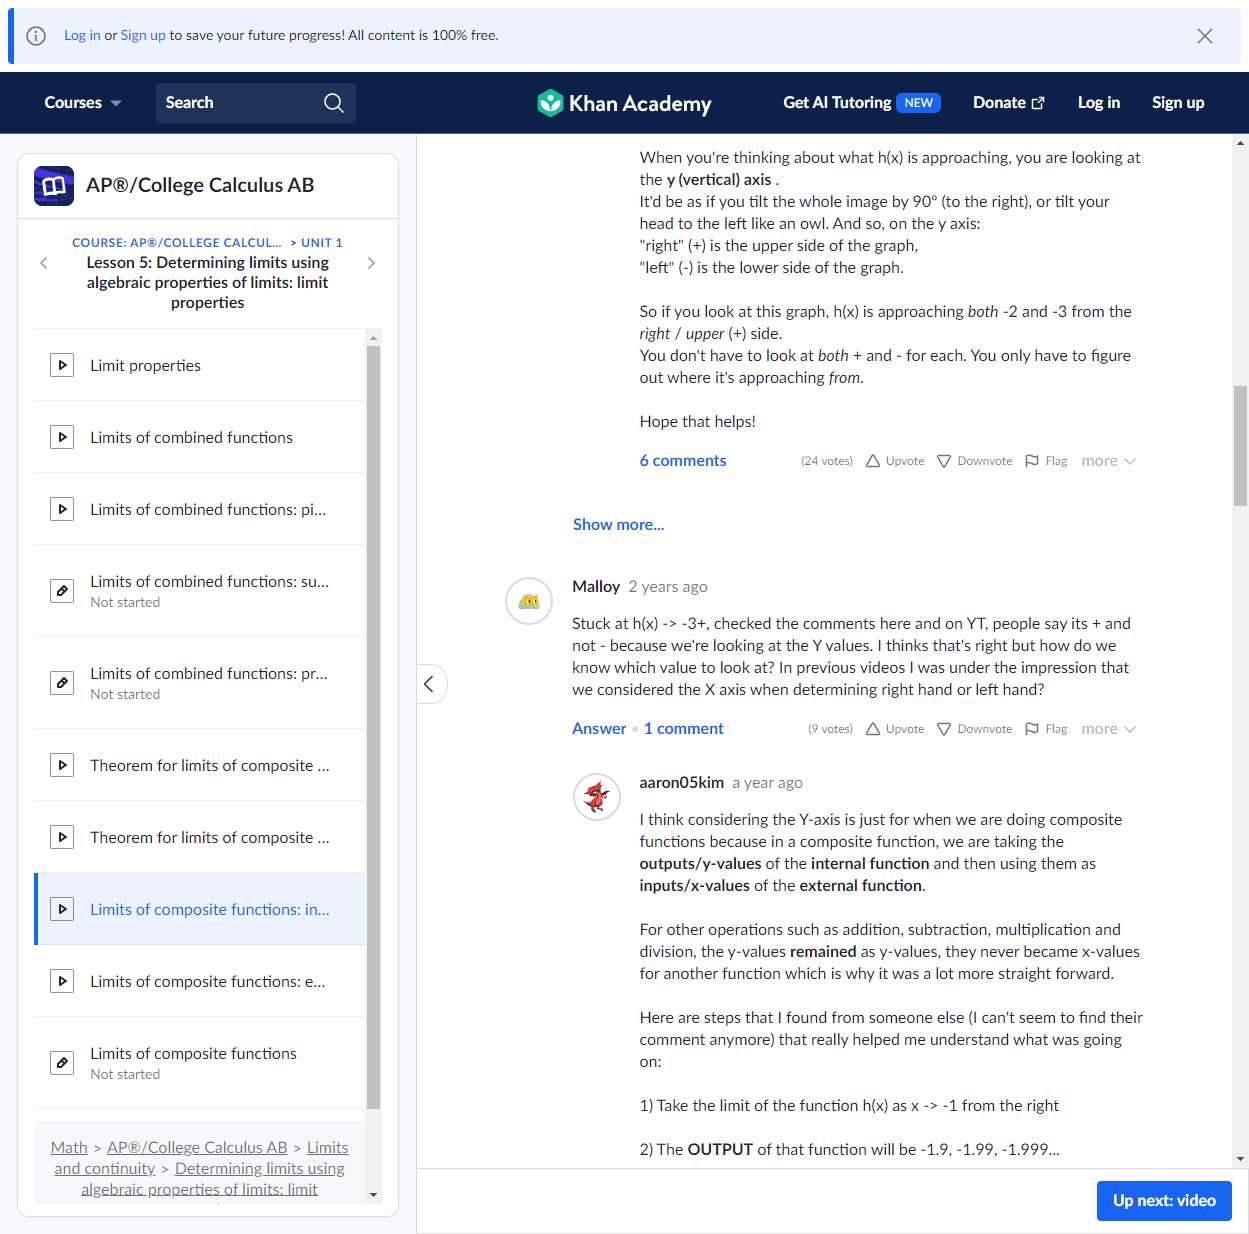 Log in or Sign up to save your future progress! All content is 100% free.
Courses
Search
Khan Academy
Get AI Tutoring NEW
Donate
Log in
Sign up
AP®/College Calculus AB
COURSE: AP®/COLLEGE CALCUL... > UNIT 1
Lesson 5: Determining limits using
algebraic properties of limits: limit
properties
Limit properties
Limits of combined functions
Limits of combined functions: pi...
Limits of combined functions: su...
Not started
Limits of combined functions: pr...
Not started
Theorem for limits of composite ...
Theorem for limits of composite ...
Limits of composite functions: in...
Limits of composite functions: e...
Limits of composite functions
Not started
Math > AP®/College Calculus AB > Limits
and continuity > Determining limits using
algebraic properties of limits: limit
When you're thinking about what h(x) is approaching, you are looking at
the y (vertical) axis .
It'd be as if you tilt the whole image by 90° (to the right), or tilt your
head to the left like an owl. And so, on the y axis:
"right" (+) is the upper side of the graph,
"left" (-) is the lower side of the graph.
So if you look at this graph, h(x) is approaching both -2 and -3 from the
right / upper (+) side.
You don't have to look at both + and - for each. You only have to figure
out where it's approaching from.
Hope that helps!
6 comments (24 votes) Upvote Downvote Flag more
Show more...
Malloy 2 years ago
Stuck at h(x) -> -3+, checked the comments here and on YT, people say its + and
not - because we're looking at the Y values. I thinks that's right but how do we
know which value to look at? In previous videos I was under the impression that
we considered the X axis when determining right hand or left hand?
Answer • 1 comment (9 votes) Upvote Downvote Flag more
aaron05kim a year ago
I think considering the Y-axis is just for when we are doing composite
functions because in a composite function, we are taking the
outputs/y-values of the internal function and then using them as
inputs/x-values of the external function.
For other operations such as addition, subtraction, multiplication and
division, the y-values remained as y-values, they never became x-values
for another function which is why it was a lot more straight forward.
Here are steps that I found from someone else (I can't seem to find their
comment anymore) that really helped me understand what was going
on:
1) Take the limit of the function h(x) as x -> -1 from the right
2) The OUTPUT of that function will be -1.9, -1.99, -1.999...
Up next: video